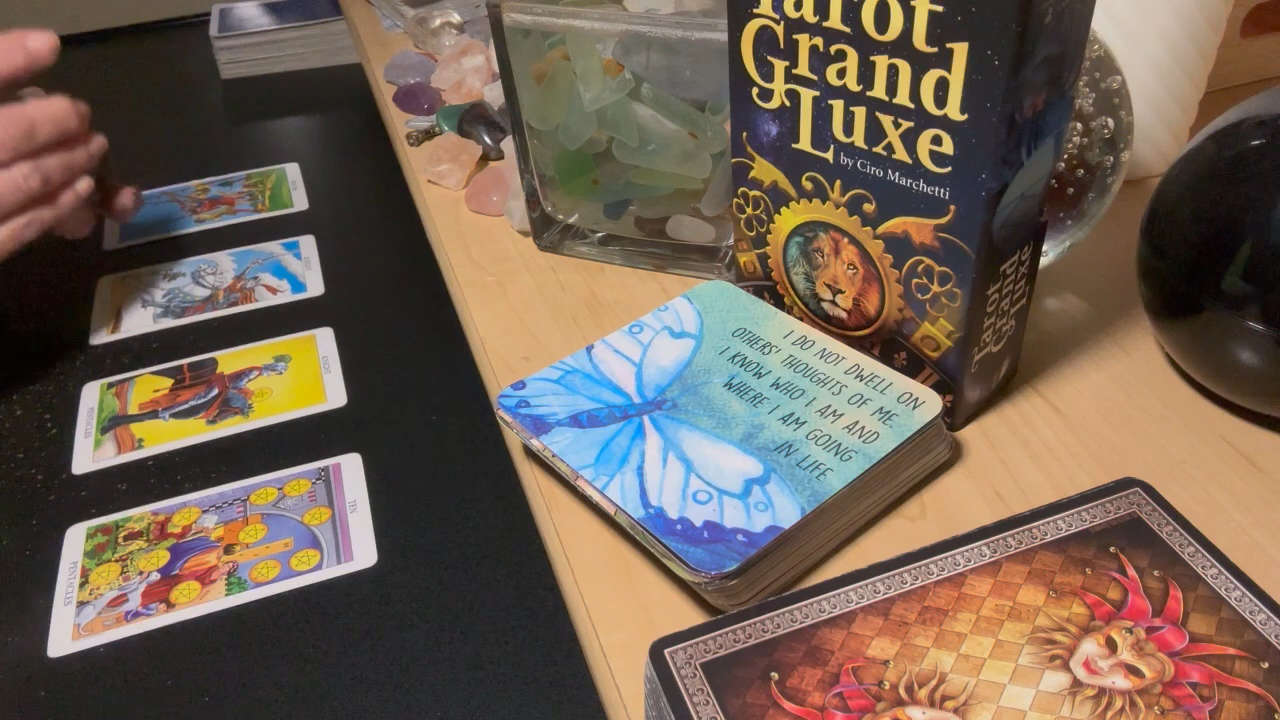 Tarot
Grand
Luxe
by Ciro Marchetti
Tarot
Grand
Luxe
I DO NOT DWELL ON
OTHERS' THOUGHTS OF ME.
I KNOW WHO I AM AND
WHERE I AM GOING
IN LIFE
KNIGHT
PENTACLES
TEN
PENTACLES